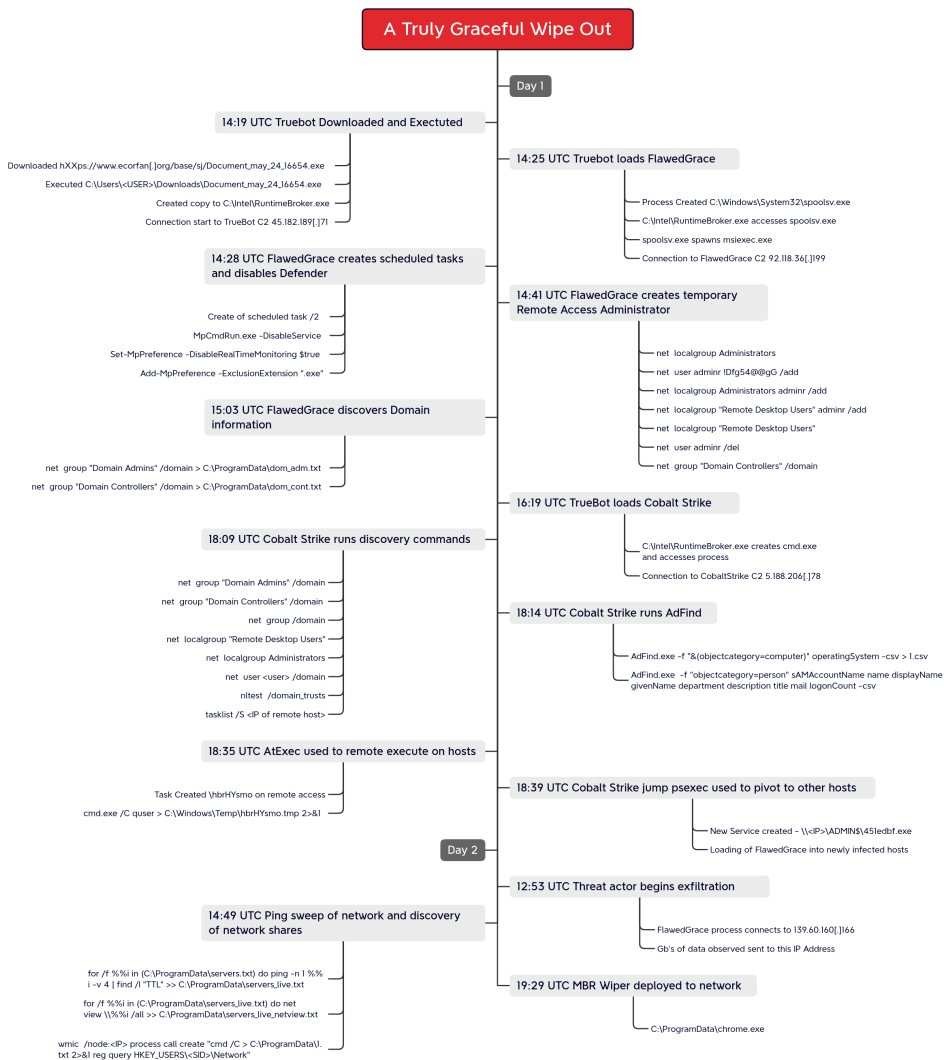 A Truly Graceful Wipe Out
Day 1
14:19 UTC Truebot Downloaded and Exectuted
Downloaded hXXps://www.ecorfan[.]org/base/sj/Document_may_24_16654.exe
Executed C:\Users\<USER>\Downloads\Document_may_24_16654.exe
Created copy to C:\Intel\RuntimeBroker.exe
Connection start to TrueBot C2 45.182.189[.]71
14:25 UTC Truebot loads FlawedGrace
Process Created C:\Windows\System32\spoolsv.exe
C:\Intel\RuntimeBroker.exe accesses spoolsv.exe
spoolsv.exe spawns msiexec.exe
Connection to FlawedGrace C2 92.118.36[.]199
14:28 UTC FlawedGrace creates scheduled tasks
and disables Defender
Create of scheduled task /2
MpCmdRun.exe -DisableService
Set-MpPreference -DisableRealTimeMonitoring $true
Add-MpPreference -ExclusionExtension ".exe"
14:41 UTC FlawedGrace creates temporary
Remote Access Administrator
net  localgroup Administrators
net  user adminr !Dfg54@@gG /add
net  localgroup Administrators adminr /add
net  localgroup "Remote Desktop Users" adminr /add
net  localgroup "Remote Desktop Users"
net  user adminr /del
net  group "Domain Controllers" /domain
15:03 UTC FlawedGrace discovers Domain
information
net  group "Domain Admins" /domain > C:\ProgramData\dom_adm.txt
net  group "Domain Controllers" /domain > C:\ProgramData\dom_cont.txt
16:19 UTC TrueBot loads Cobalt Strike
C:\Intel\RuntimeBroker.exe creates cmd.exe
and accesses process
Connection to CobaltStrike C2 5.188.206[.]78
18:09 UTC Cobalt Strike runs discovery commands
net  group "Domain Admins" /domain
net  group "Domain Controllers" /domain
net  group /domain
net  localgroup "Remote Desktop Users"
net  localgroup Administrators
net  user <user> /domain
nltest  /domain_trusts
tasklist /S <IP of remote host>
18:14 UTC Cobalt Strike runs AdFind
AdFind.exe -f "&(objectcategory=computer)" operatingSystem -csv > 1.csv
AdFind.exe  -f "objectcategory=person" sAMAccountName name displayName
givenName department description title mail logonCount -csv
18:35 UTC AtExec used to remote execute on hosts
Task Created \hbrHYsmo on remote access
cmd.exe /C quser > C:\Windows\Temp\hbrHYsmo.tmp 2>&1
18:39 UTC Cobalt Strike jump psexec used to pivot to other hosts
New Service created - \\<IP>\ADMIN$\451edbf.exe
Loading of FlawedGrace into newly infected hosts
Day 2
12:53 UTC Threat actor begins exfiltration
FlawedGrace process connects to 139.60.160[.]166
Gb's of data observed sent to this IP Address
14:49 UTC Ping sweep of network and discovery
of network shares
for /f %%i in (C:\ProgramData\servers.txt) do ping -n 1 %%
i -v 4 | find /I "TTL" >> C:\ProgramData\servers_live.txt
for /f %%i in (C:\ProgramData\servers_live.txt) do net
view \\%%i /all >> C:\ProgramData\servers_live_netview.txt
wmic  /node:<IP> process call create "cmd /C > C:\ProgramData\1.
txt 2>&1 reg query HKEY_USERS\<SID>\Network"
19:29 UTC MBR Wiper deployed to network
C:\ProgramData\chrome.exe